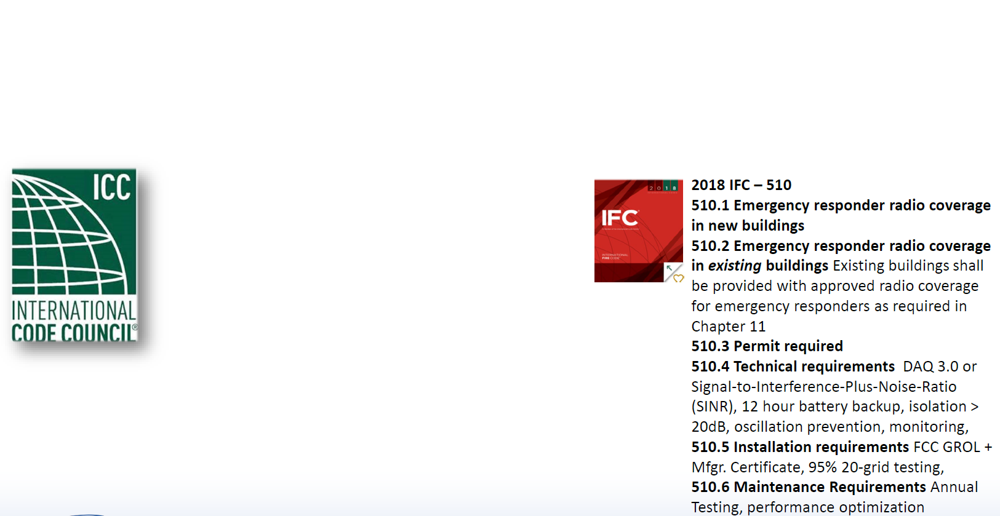 ICC
INTERNATIONAL
CODE COUNCIL®
2018
IFC
INTERNATIONAL
FIRE CODE
2018 IFC – 510
510.1 Emergency responder radio coverage
in new buildings
510.2 Emergency responder radio coverage
in existing buildings Existing buildings shall
be provided with approved radio coverage
for emergency responders as required in
Chapter 11
510.3 Permit required
510.4 Technical requirements  DAQ 3.0 or
Signal-to-Interference-Plus-Noise-Ratio
(SINR), 12 hour battery backup, isolation >
20dB, oscillation prevention, monitoring,
510.5 Installation requirements FCC GROL +
Mfgr. Certificate, 95% 20-grid testing,
510.6 Maintenance Requirements Annual
Testing, performance optimization